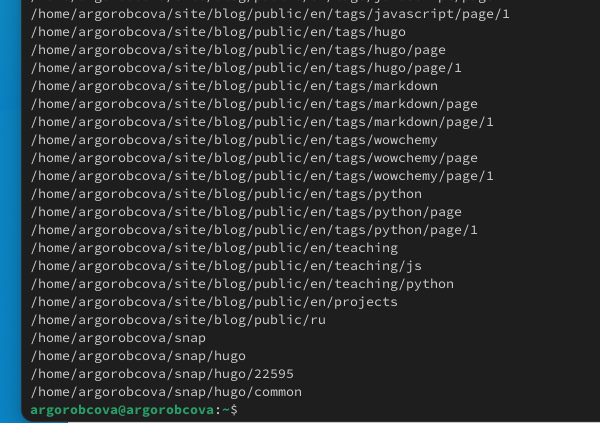 /home/argorobcova/site/blog/public/en/tags/javascript/page/1
/home/argorobcova/site/blog/public/en/tags/hugo
/home/argorobcova/site/blog/public/en/tags/hugo/page
/home/argorobcova/site/blog/public/en/tags/hugo/page/1
/home/argorobcova/site/blog/public/en/tags/markdown
/home/argorobcova/site/blog/public/en/tags/markdown/page
/home/argorobcova/site/blog/public/en/tags/markdown/page/1
/home/argorobcova/site/blog/public/en/tags/wowchemy
/home/argorobcova/site/blog/public/en/tags/wowchemy/page
/home/argorobcova/site/blog/public/en/tags/wowchemy/page/1
/home/argorobcova/site/blog/public/en/tags/python
/home/argorobcova/site/blog/public/en/tags/python/page
/home/argorobcova/site/blog/public/en/tags/python/page/1
/home/argorobcova/site/blog/public/en/teaching
/home/argorobcova/site/blog/public/en/teaching/js
/home/argorobcova/site/blog/public/en/teaching/python
/home/argorobcova/site/blog/public/en/projects
/home/argorobcova/site/blog/public/ru
/home/argorobcova/snap
/home/argorobcova/snap/hugo
/home/argorobcova/snap/hugo/22595
/home/argorobcova/snap/hugo/common
argorobcova@argorobcova:~$